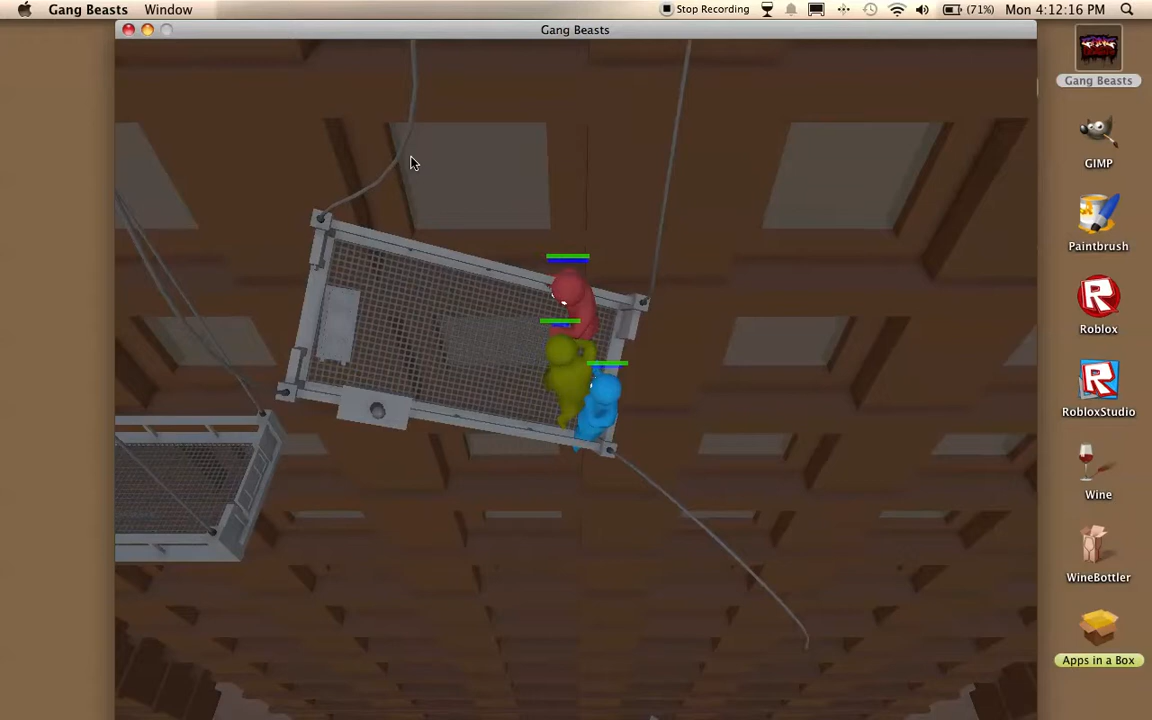 Gang Beasts Window Stop Recording (71%) Mon 4:12:16 PM
Gang Beasts
Gang Beasts
GIMP
Paintbrush
Roblox
RobloxStudio
Wine
WineBottler
Apps in a Box